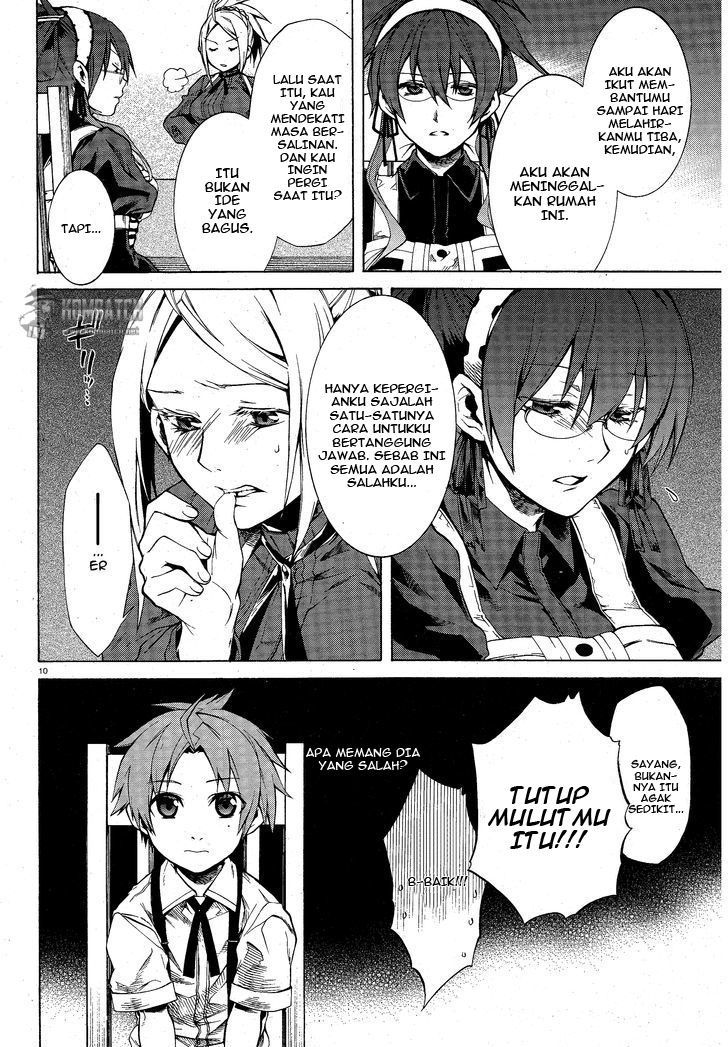 AKU AKAN
IKUT MEM-
BANTUMU
SAMPAI HARI
MELAHIR-
KANMU TIBA,
KEMUDIAN,
AKU AKAN
MENINGGAL-
KAN RUMAH
INI.
LALU SAAT
ITU, KAU
YANG
MENDEKATI
MASA BER-
SALINAN.
DAN KAU
INGIN
PERGI
SAAT ITU?
ITU
BUKAN
IDE YANG
BAGUS.
TAPI...
HANYA KEPERGI-
ANKU SAJALAH
SATU-SATUNYA
CARA UNTUKKU
BERTANGGUNG
JAWAB. SEBAB INI
SEMUA ADALAH
SALAHKU...
...
ER
10
SAYANG,
BUKAN-
NYA ITU
AGAK
SEDIKIT...
TUTUP
MULUTMU
ITU!!!
B-BAIK!!!
APA MEMANG DIA
YANG SALAH?